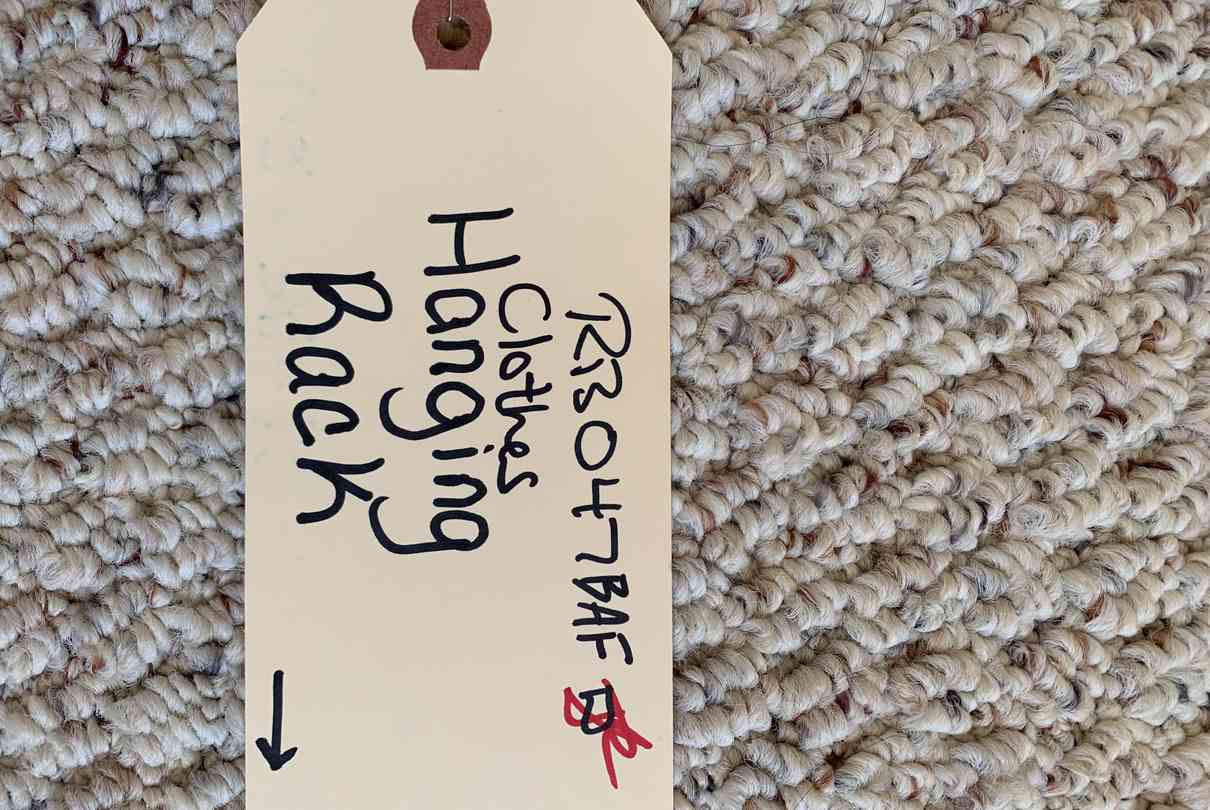 RB047BAF
Clothes
Hanging
Rack